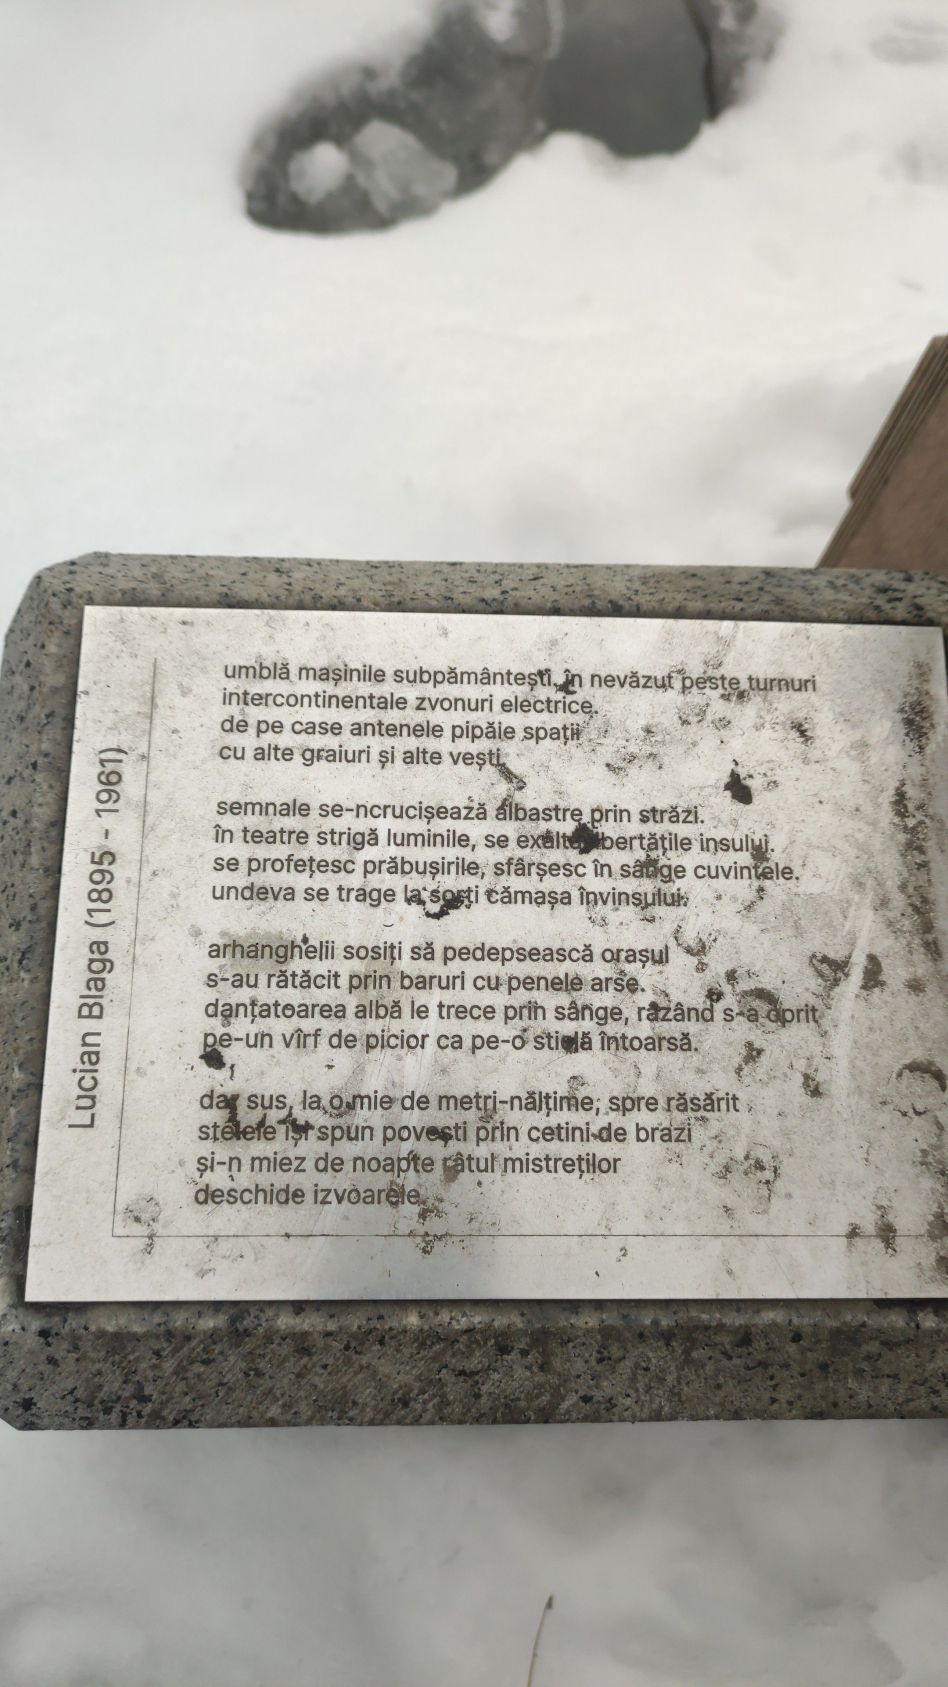 Lucian Blaga (1895 - 1961)
umblă mașinile subpământești. în nevăzut peste turnuri
intercontinentale zvonuri electrice.
de pe case antenele pipăie spații
cu alte graiuri și alte vești.

semnale se-ncrucișează albastre prin străzi.
în teatre strigă luminile, se exaltă libertățile insului.
se profețesc prăbușirile, sfârșesc în sânge cuvintele.
undeva se trage la sorți cămașa învinsului.

arhanghelii sosiți să pedepsească orașul
s-au rătăcit prin baruri cu penele arse.
danțatoarea albă le trece prin sânge, râzând s-a oprit
pe-un vîrf de picior ca pe-o sticlă întoarsă.

dar sus, la o mie de metri-nălțime, spre răsărit
stelele își spun povești prin cetini de brazi
și-n miez de noapte râtul mistreților
deschide izvoarele.